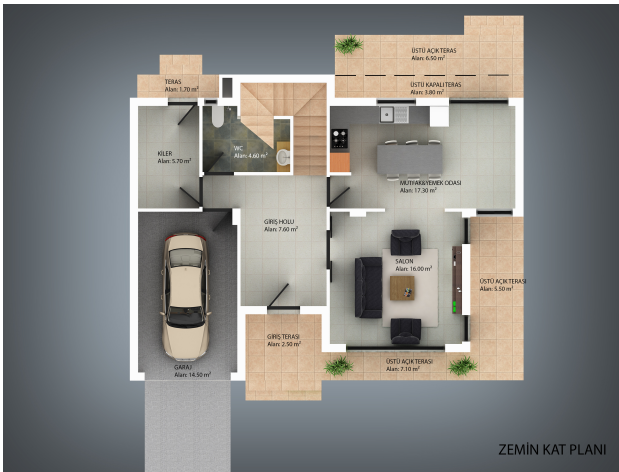 ÜSTÜ AÇIK TERAS
Alan: 6.50 m²
ÜSTÜ KAPALI TERAS
Alan: 3.80 m²
TERAS
Alan: 1.70 m²
WC
Alan: 4.60 m²
KİLER
Alan: 5.70 m²
MUTFAK&YEMEK ODASI
Alan: 17.30 m²
GİRİŞ HOLU
Alan: 7.60 m²
SALON
Alan: 16.00 m²
ÜSTÜ AÇIK TERASI
Alan: 5.50 m²
GİRİŞ TERASI
Alan: 2.50 m²
ÜSTÜ AÇIK TERASI
Alan: 7.10 m²
GARAJ
Alan: 14.50 m²
ZEMİN KAT PLANI